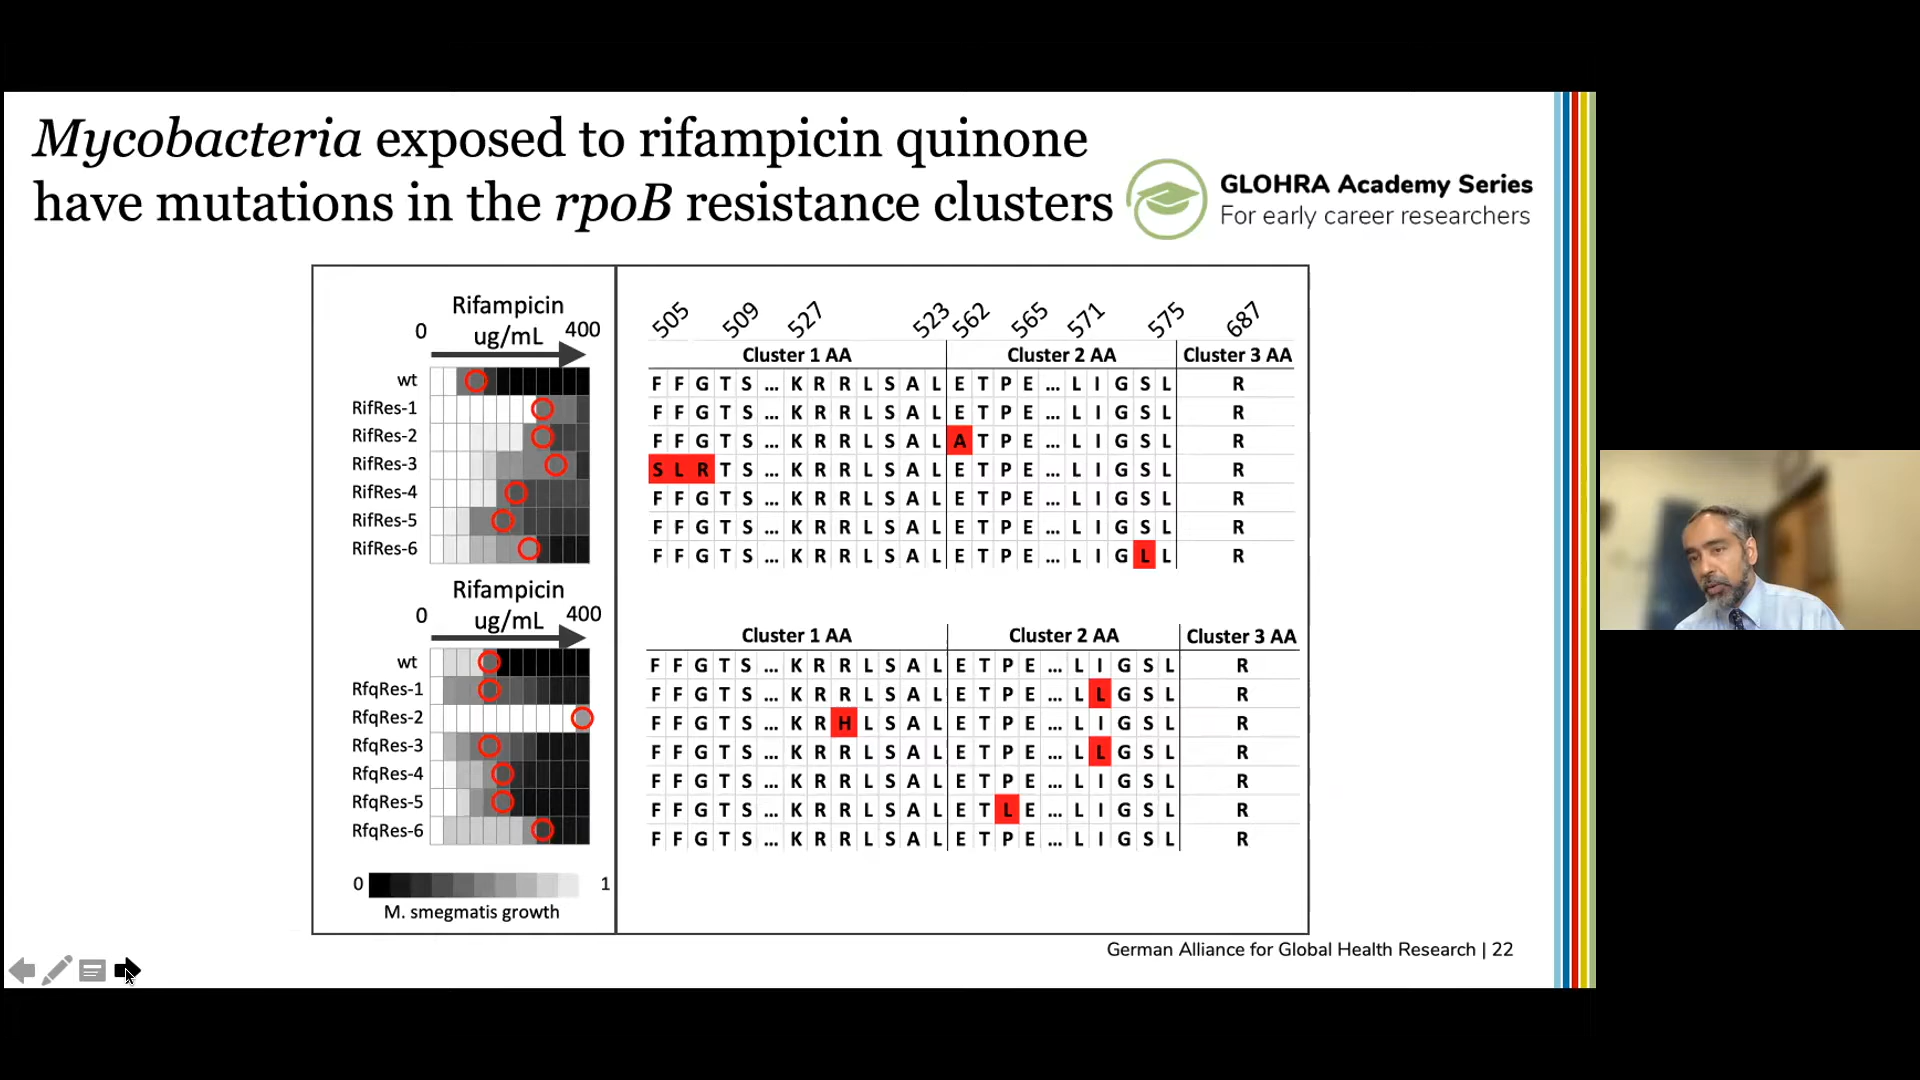 Mycobacteria exposed to rifampicin quinone
have mutations in the rpoB resistance clusters
GLOHRA Academy Series
For early career researchers
Rifampicin
0 ug/mL 400
wt
RifRes-1
RifRes-2
RifRes-3
RifRes-4
RifRes-5
RifRes-6
505 509 527 523 562 565 571 575 687
Cluster 1 AA Cluster 2 AA Cluster 3 AA
F F G T S ... K R R L S A L E T P E ... L I G S L R
F F G T S ... K R R L S A L E T P E ... L I G S L R
F F G T S ... K R R L S A L A T P E ... L I G S L R
S L R T S ... K R R L S A L E T P E ... L I G S L R
F F G T S ... K R R L S A L E T P E ... L I G S L R
F F G T S ... K R R L S A L E T P E ... L I G S L R
F F G T S ... K R R L S A L E T P E ... L I G L L R
Rifampicin
0 ug/mL 400
wt
RfqRes-1
RfqRes-2
RfqRes-3
RfqRes-4
RfqRes-5
RfqRes-6
Cluster 1 AA Cluster 2 AA Cluster 3 AA
F F G T S ... K R R L S A L E T P E ... L I G S L R
F F G T S ... K R R L S A L E T P E ... L L G S L R
F F G T S ... K R H L S A L E T P E ... L I G S L R
F F G T S ... K R R L S A L E T P E ... L L G S L R
F F G T S ... K R R L S A L E T P E ... L I G S L R
F F G T S ... K R R L S A L E T L E ... L I G S L R
F F G T S ... K R R L S A L E T P E ... L I G S L R
0 1
M. smegmatis growth
German Alliance for Global Health Research | 22